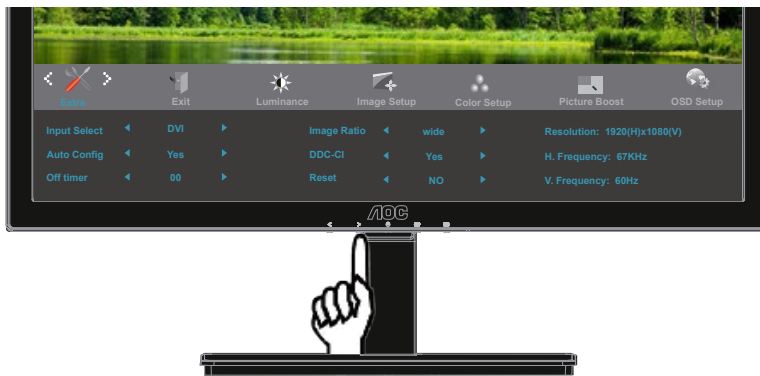 Extra Exit Luminance Image Setup Color Setup Picture Boost OSD Setup
Input Select DVI Image Ratio wide Resolution: 1920(H)x1080(V)
Auto Config Yes DDC-CI Yes H. Frequency: 67KHz
Off timer 00 Reset NO V. Frequency: 60Hz
AOC